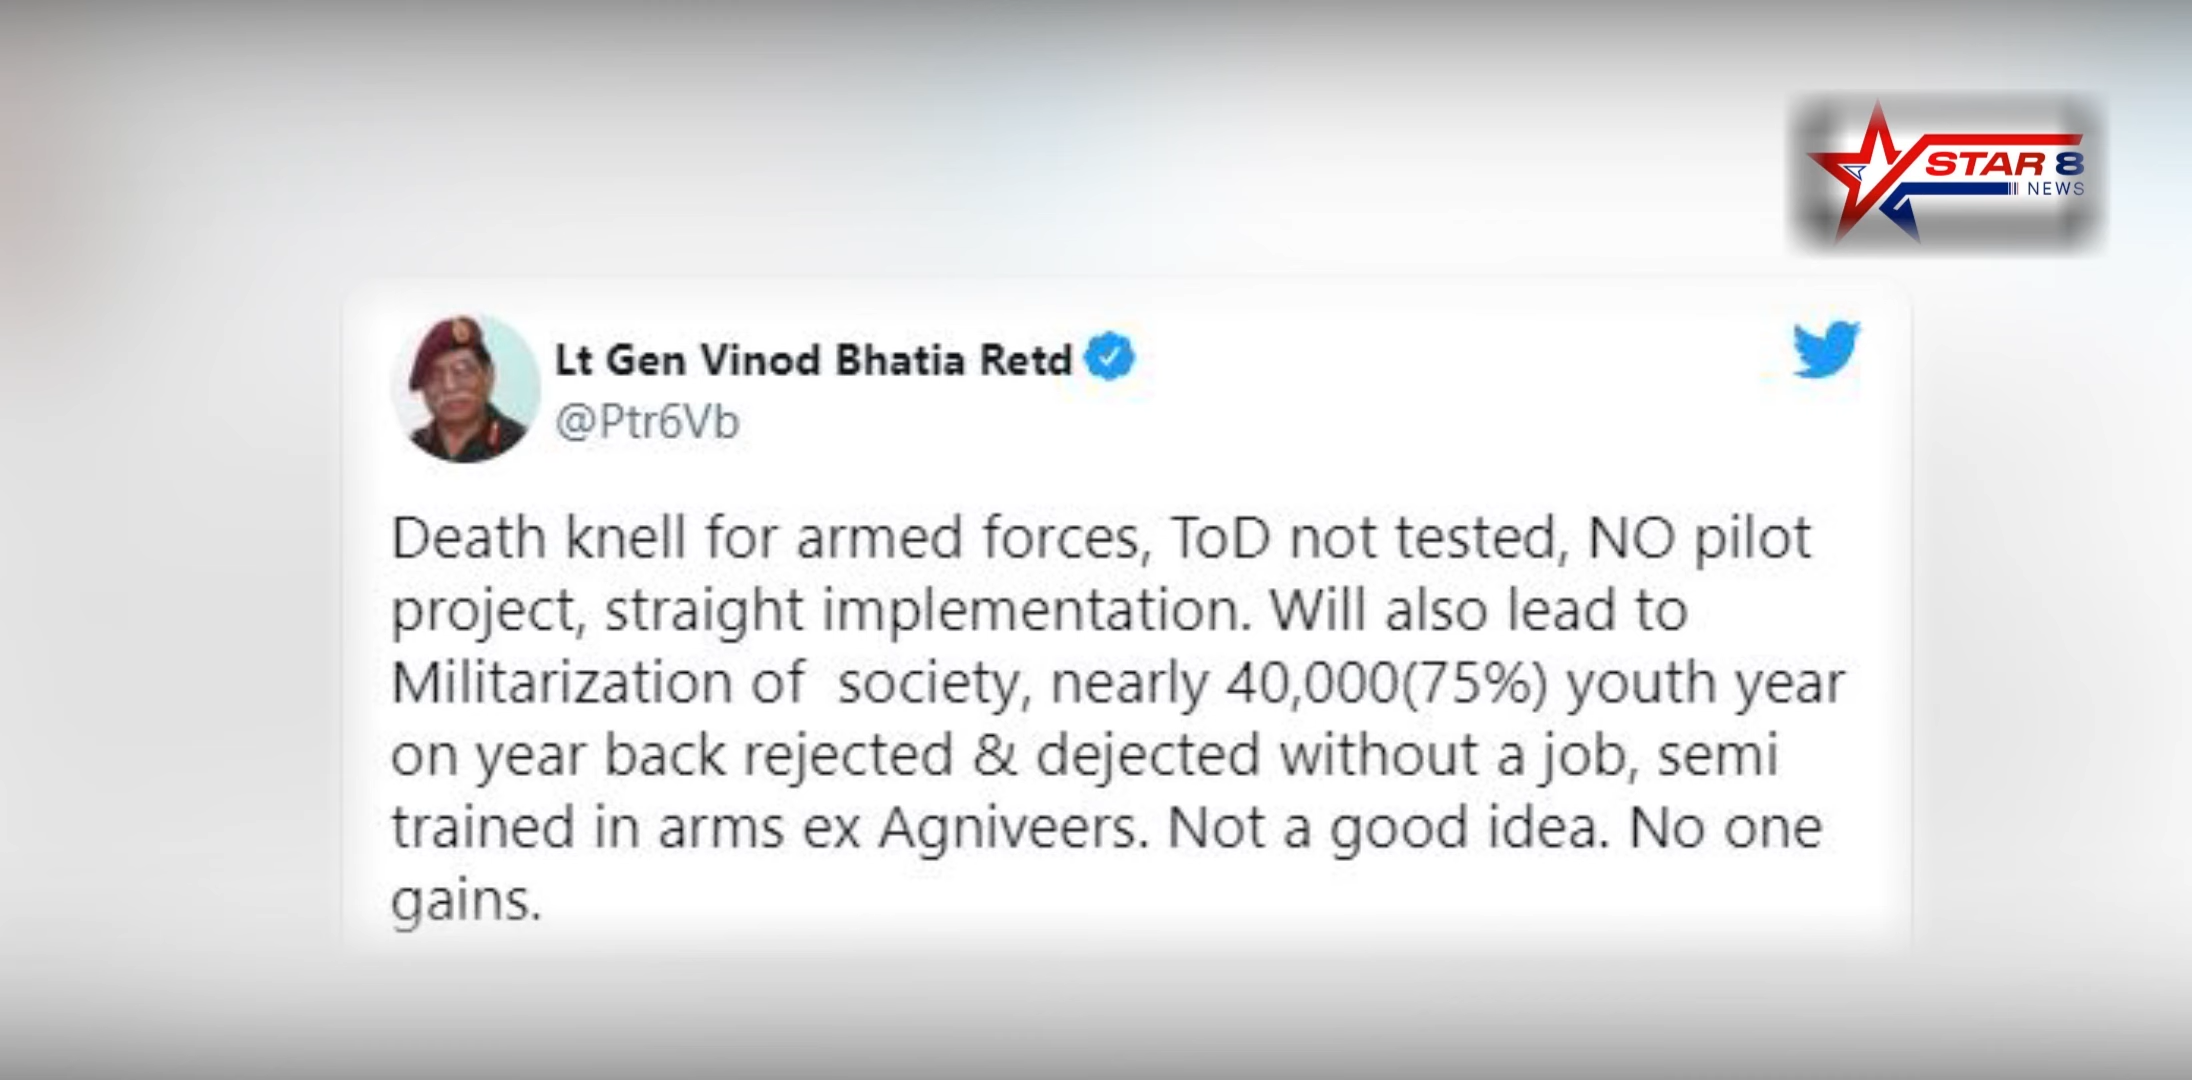 STAR 8
NEWS
Lt Gen Vinod Bhatia Retd
@Ptr6Vb
Death knell for armed forces, ToD not tested, NO pilot
project, straight implementation. Will also lead to
Militarization of society, nearly 40,000(75%) youth year
on year back rejected & dejected without a job, semi
trained in arms ex Agniveers. Not a good idea. No one
gains.